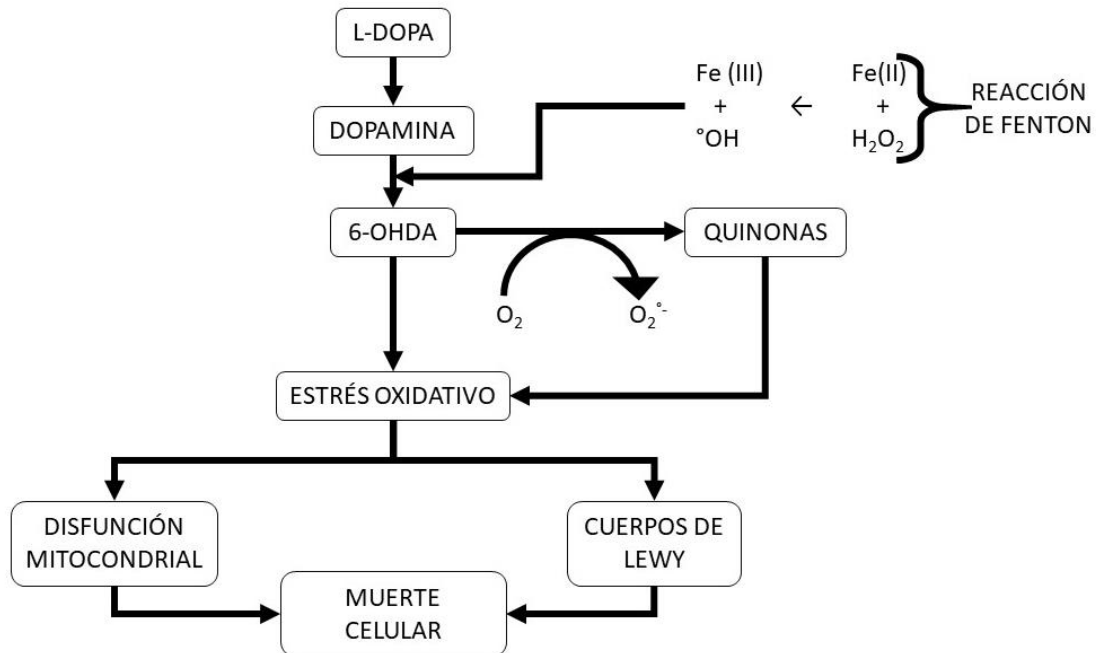 L-DOPA
DOPAMINA
Fe (III)
+
°OH
←
Fe(II)
+
H₂O₂
REACCIÓN
DE FENTON
6-OHDA
QUINONAS
O₂
O₂°⁻
ESTRÉS OXIDATIVO
DISFUNCIÓN
MITOCONDRIAL
CUERPOS DE
LEWY
MUERTE
CELULAR